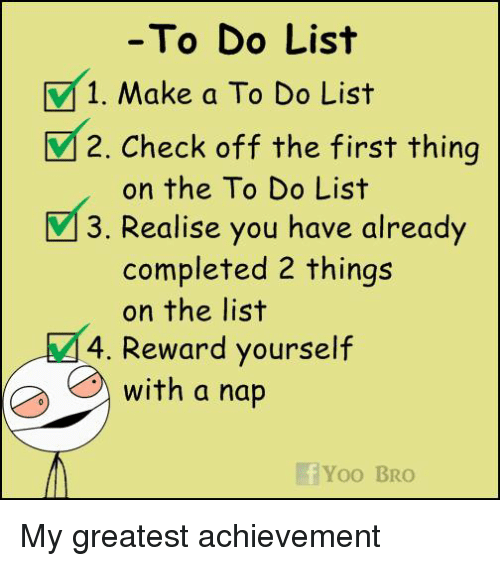 -To Do List
1. Make a To Do List
2. Check off the first thing
on the To Do List
3. Realise you have already
completed 2 things
on the list
4. Reward yourself
with a nap
f Yoo Bro
My greatest achievement